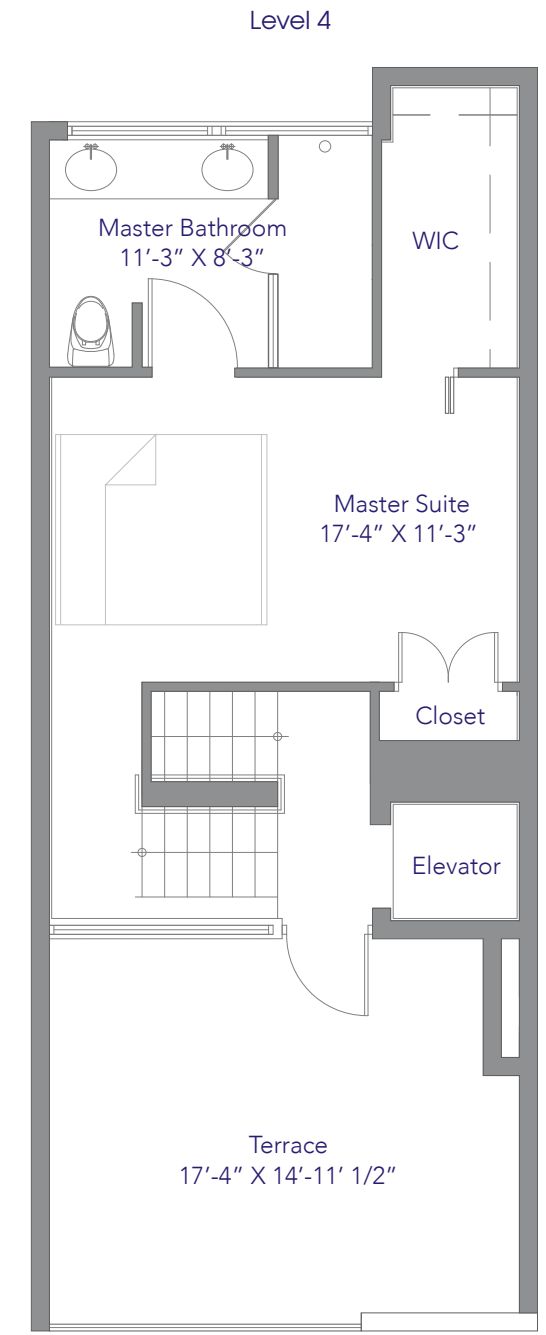 Level 4
Master Bathroom
11’-3” X 8’-3”
WIC
Master Suite
17’-4” X 11’-3”
Closet
Elevator
Terrace
17’-4” X 14’-11’ 1/2”